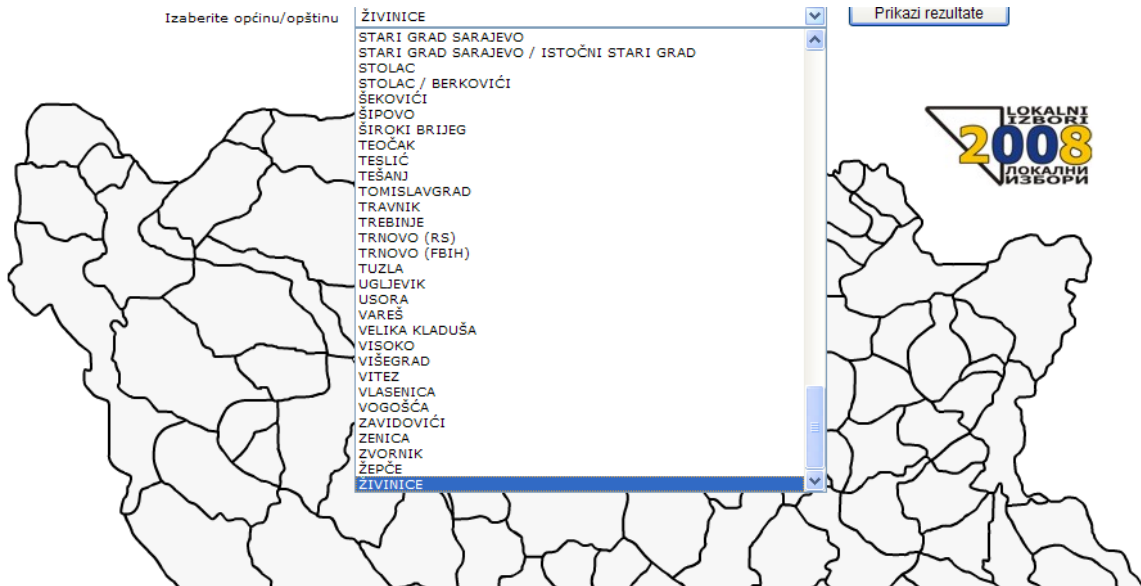 Izaberite općinu/opštinu
ŽIVINICE
Prikazi rezultate
STARI GRAD SARAJEVO
STARI GRAD SARAJEVO / ISTOČNI STARI GRAD
STOLAC
STOLAC / BERKOVIĆI
ŠEKOVIĆI
ŠIPOVO
ŠIROKI BRIJEG
TEOČAK
TESLIĆ
TEŠANJ
TOMISLAVGRAD
TRAVNIK
TREBINJE
TRNOVO (RS)
TRNOVO (FBIH)
TUZLA
UGLJEVIK
USORA
VAREŠ
VELIKA KLADUŠA
VISOKO
VIŠEGRAD
VITEZ
VLASENICA
VOGOŠĆA
ZAVIDOVIĆI
ZENICA
ZVORNIK
ŽEPČE
ŽIVINICE
LOKALNI
IZBORI
2008
ЛОКАЛНИ
ИЗБОРИ